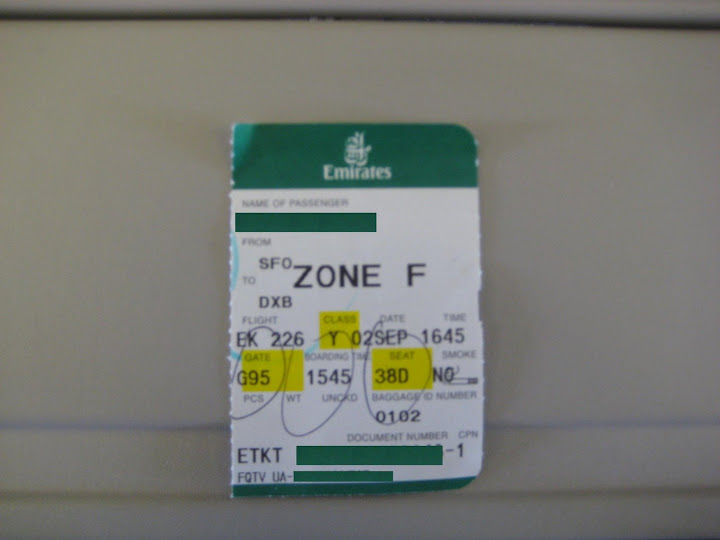 Emirates
NAME OF PASSENGER
FROM
SFO ZONE F
TO
DXB
FLIGHT CLASS DATE TIME
EK 226 Y 02SEP 1645
GATE BOARDING TIME SEAT SMOKE
G95 1545 38D NO
PCS WT UNCKD BAGGAGE ID NUMBER
0102
DOCUMENT NUMBER CPN
ETKT -1
FQTV UA-